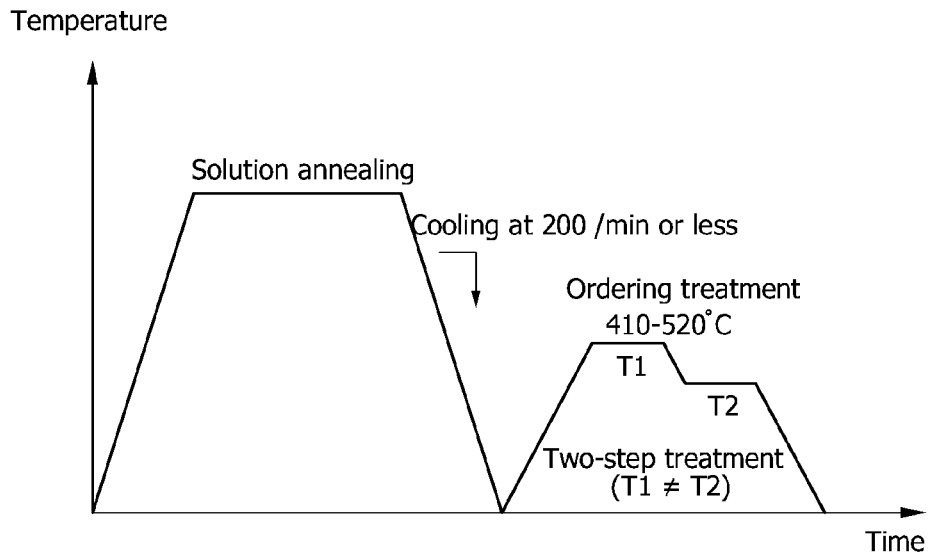 Temperature
Solution annealing
Cooling at 200 /min or less
Ordering treatment
410-520°C
T1
T2
Two-step treatment
(T1 ≠ T2)
Time